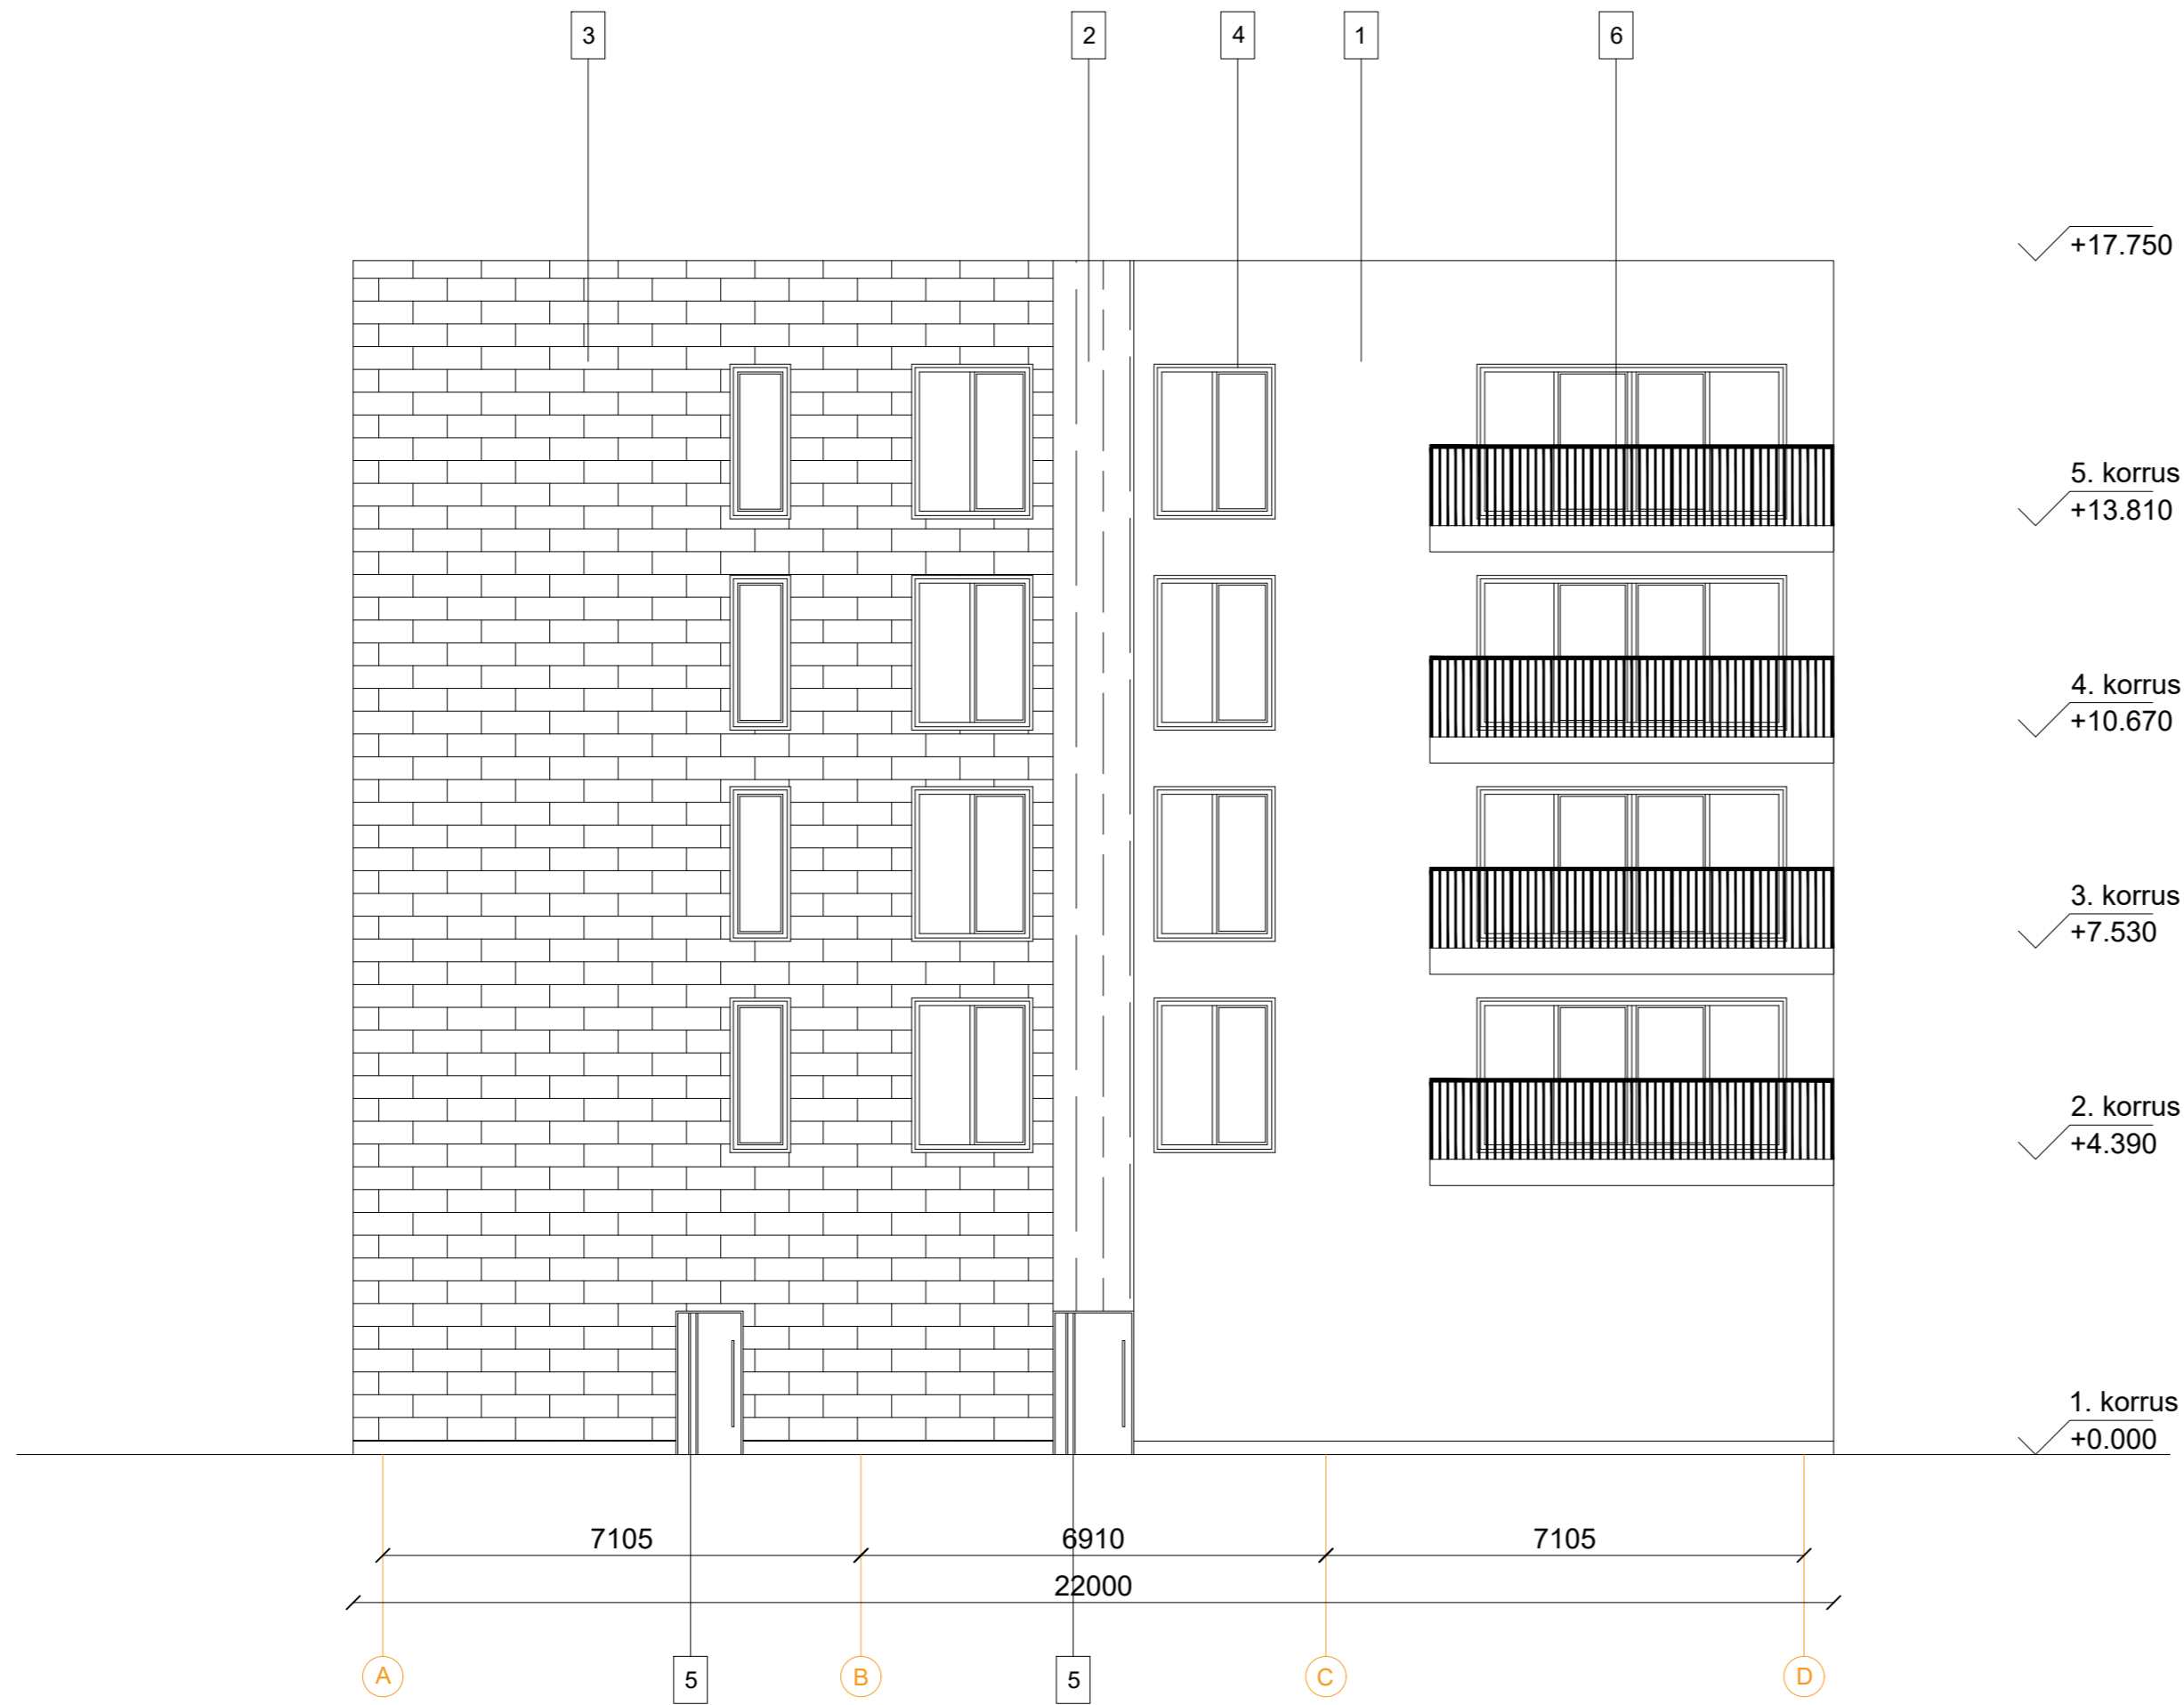 3
2
4
1
6
+17.750
5. korrus
+13.810
4. korrus
+10.670
3. korrus
+7.530
2. korrus
+4.390
1. korrus
+0.000
7105
6910
7105
22000
A
5
B
5
C
D